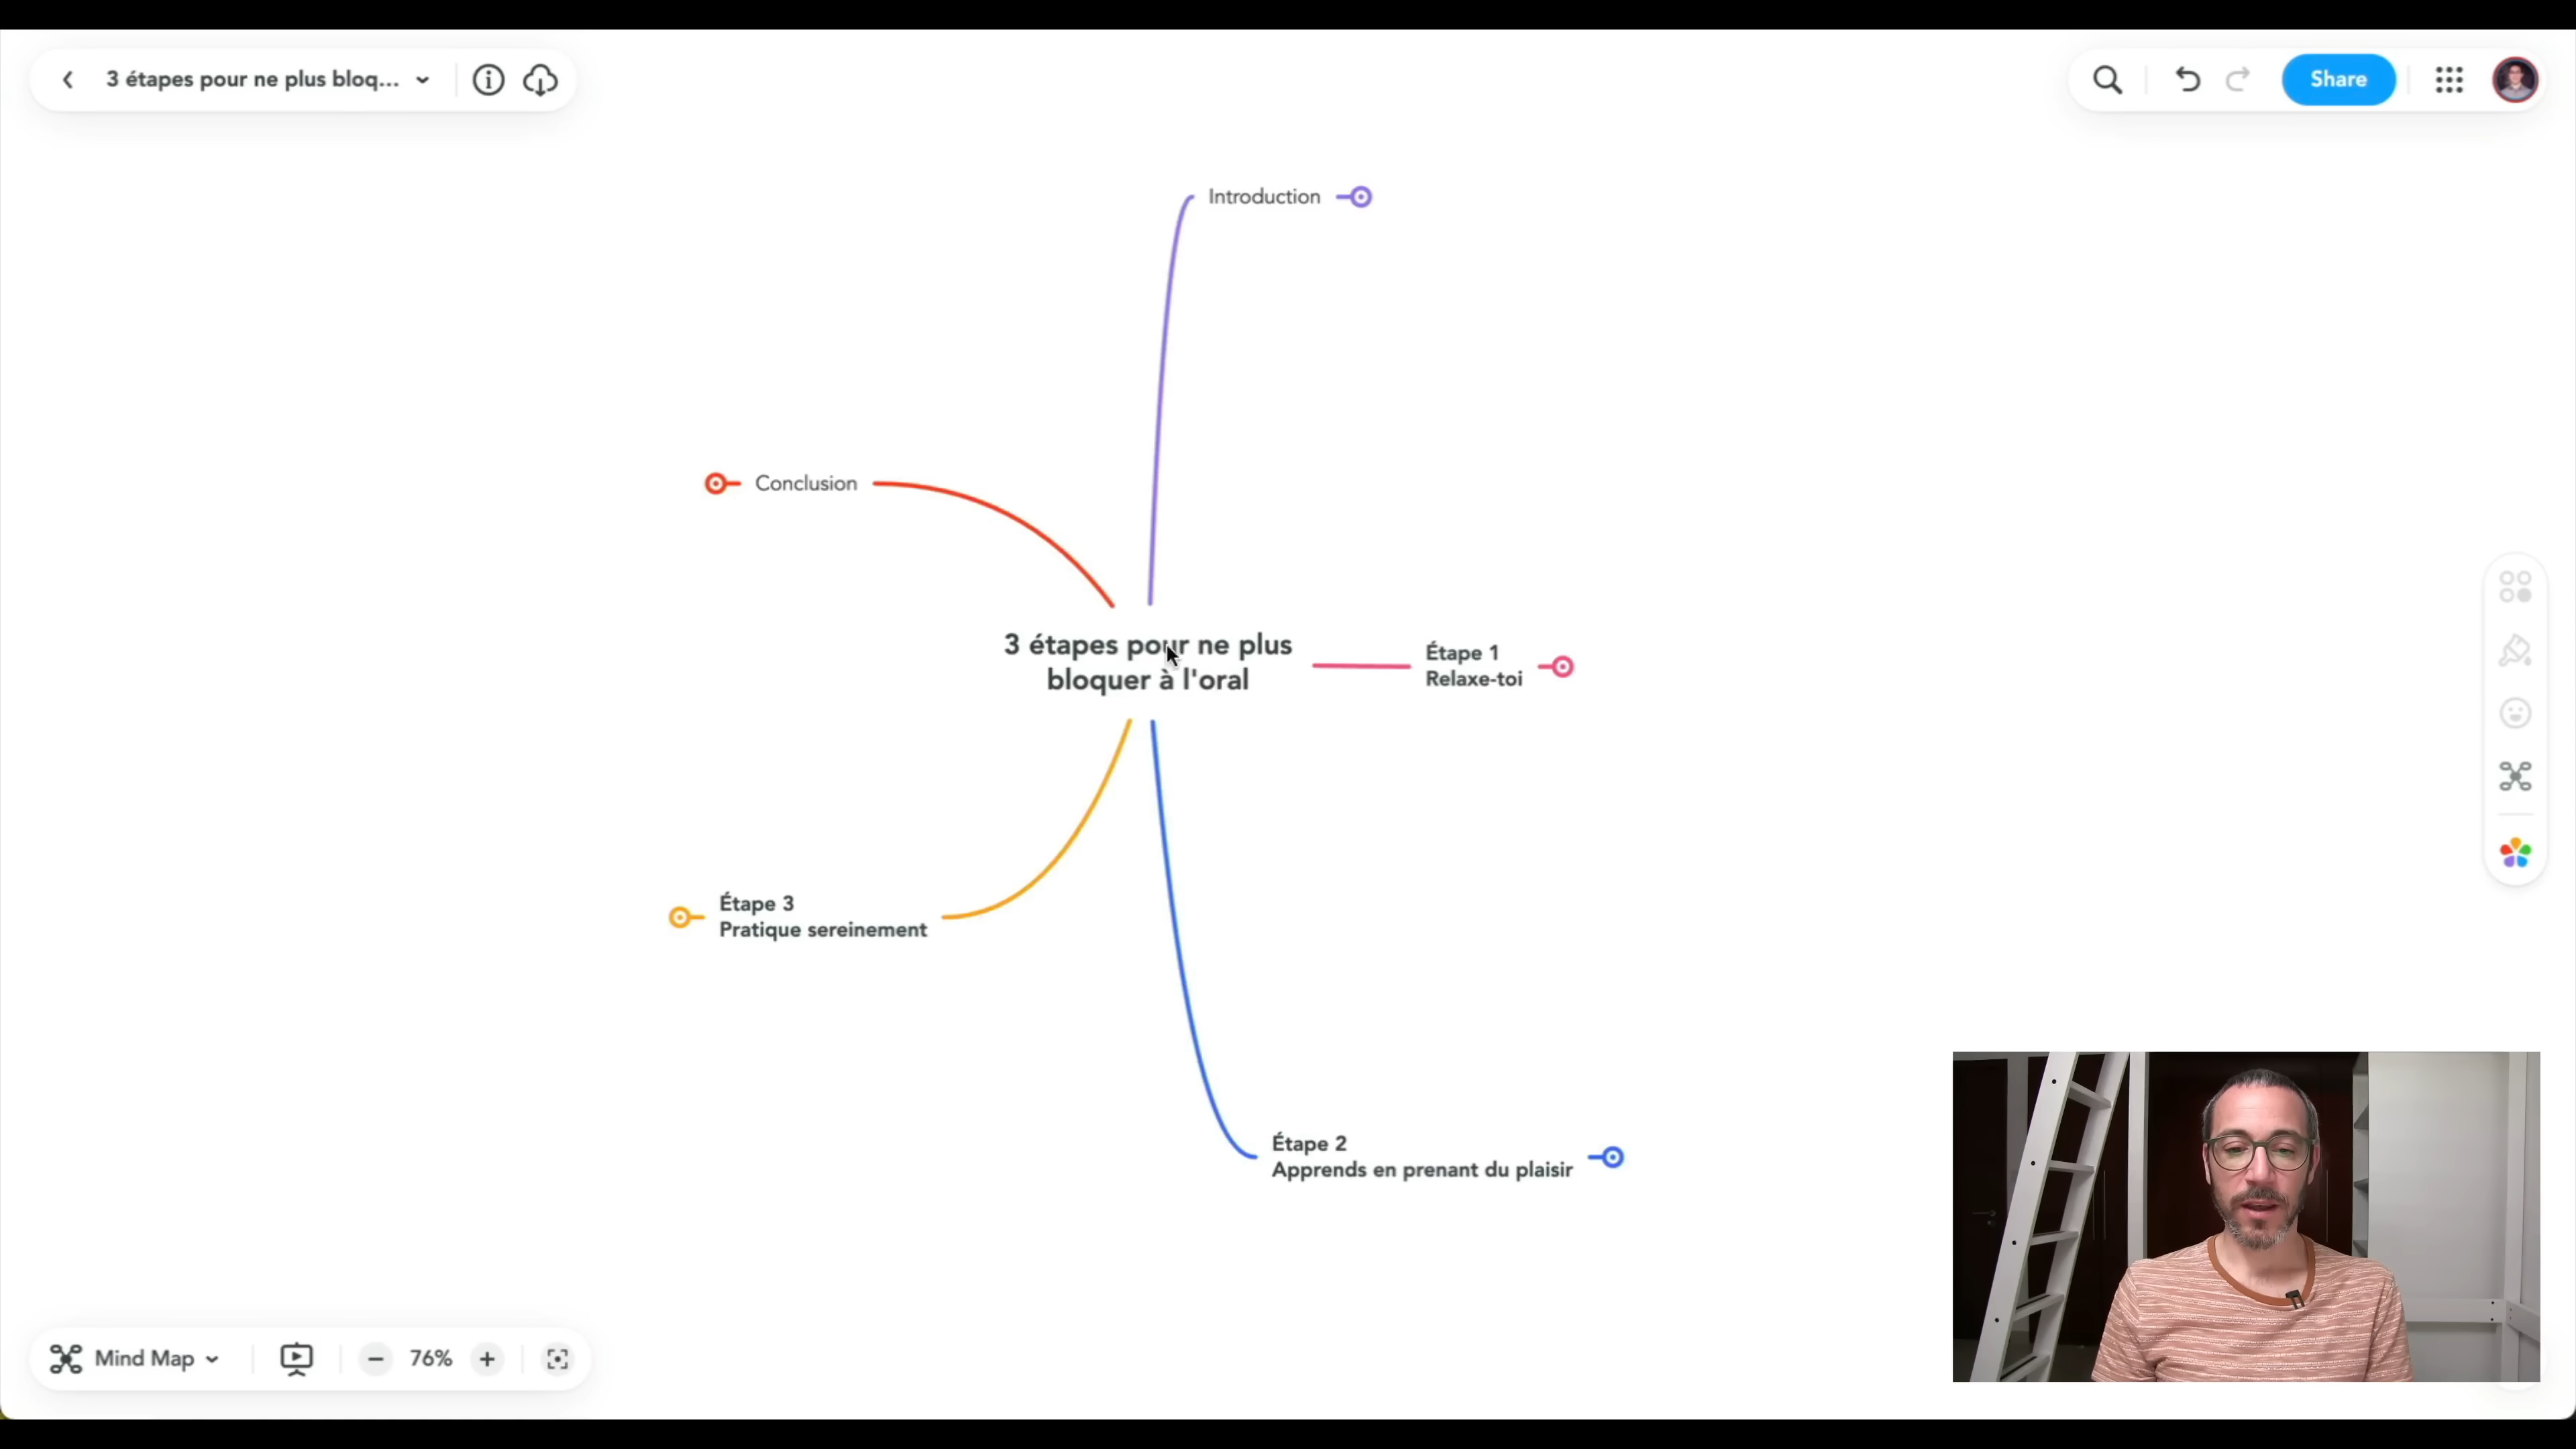 3 étapes pour ne plus bloq...
Share
Introduction
Conclusion
3 étapes pour ne plus
bloquer à l'oral
Étape 1
Relaxe-toi
Étape 3
Pratique sereinement
Étape 2
Apprends en prenant du plaisir
Mind Map
76%